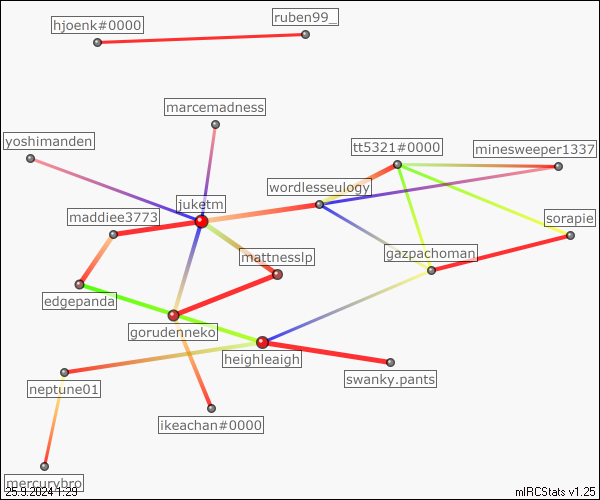 ruben99_
hjoenk#0000
marcemadness
yoshimanden
tt5321#0000
minesweeper1337
wordlesseulogy
juketm
maddiee3773
sorapie
gazpachoman
mattnesslp
edgepanda
gorudenneko
heighleaigh
swanky.pants
neptune01
ikeachan#0000
mercurybro
25.9.2024 1:29
mIRCStats v1.25